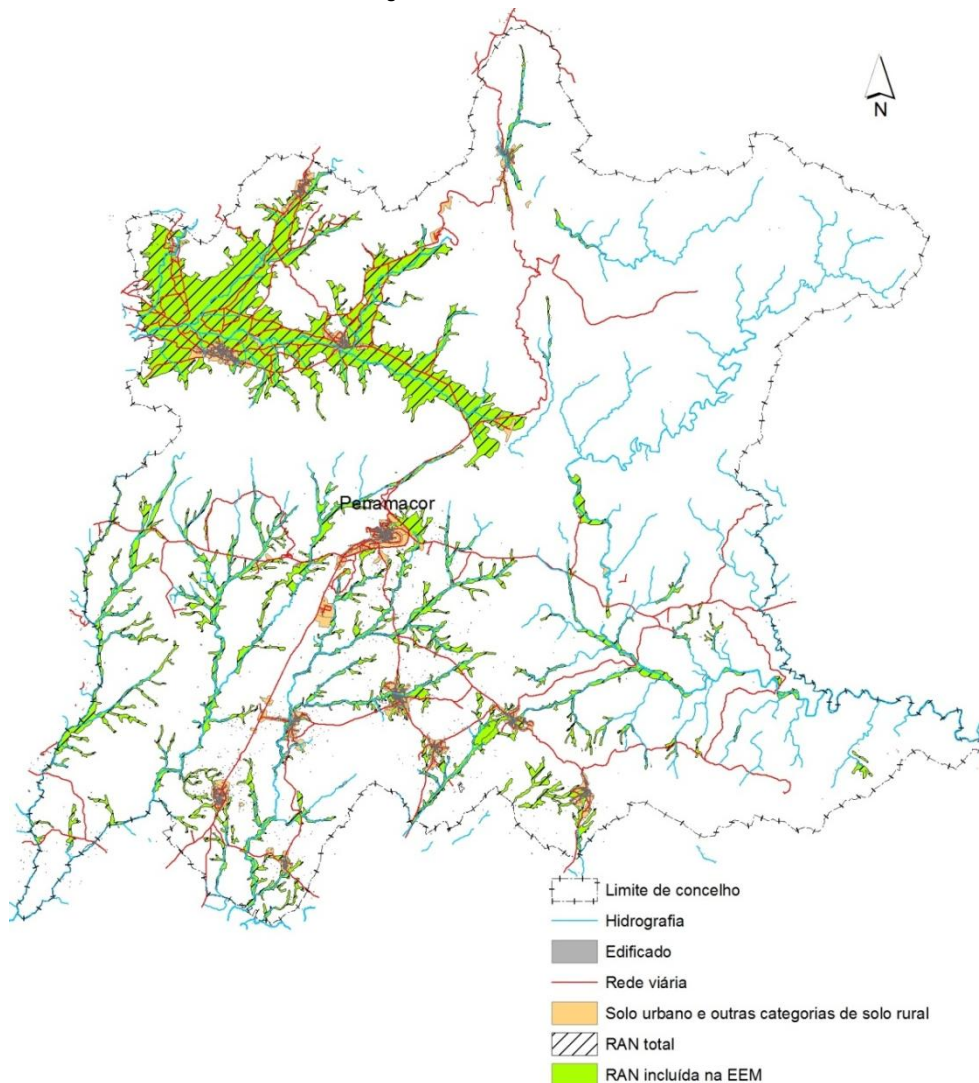 N
Penamacor
Limite de concelho
Hidrografia
Edificado
Rede viária
Solo urbano e outras categorias de solo rural
RAN total
RAN incluída na EEM